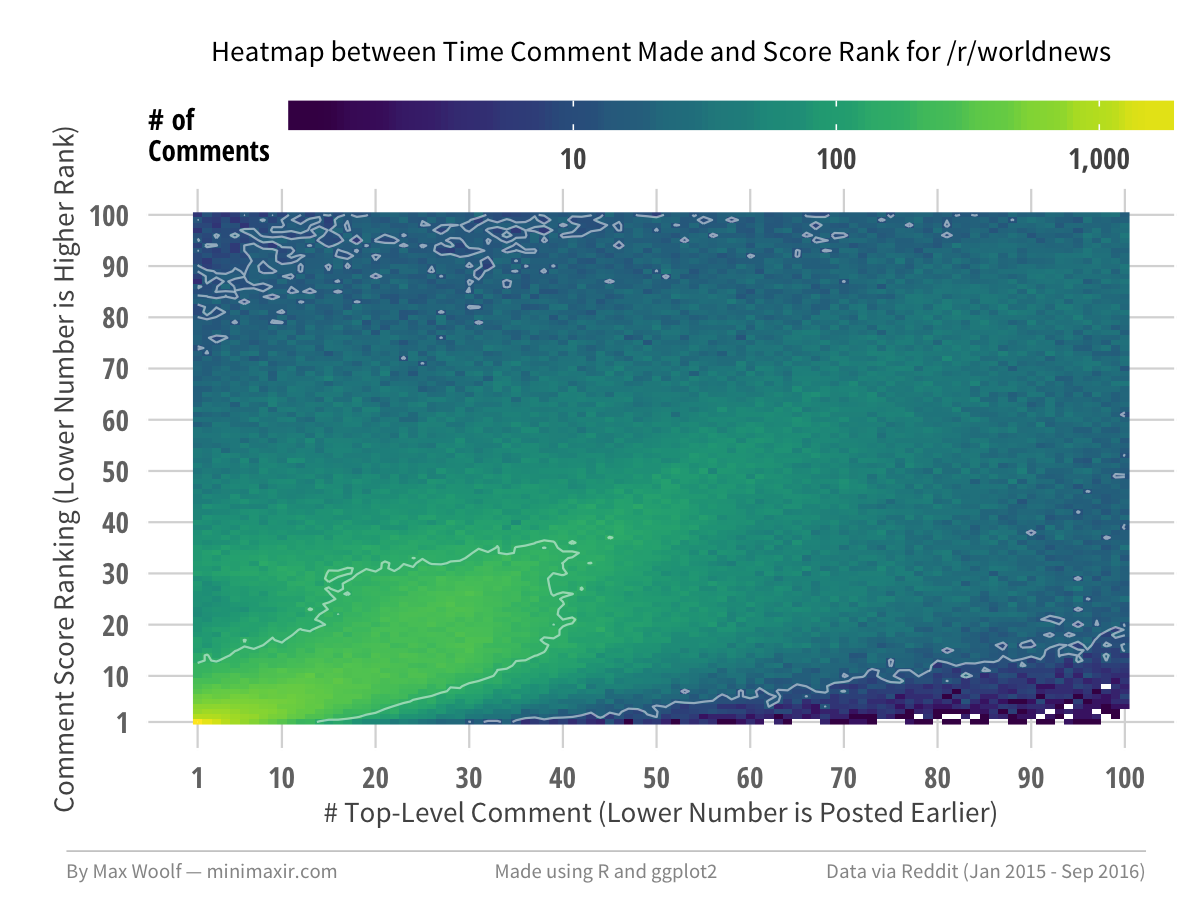 Heatmap between Time Comment Made and Score Rank for /r/worldnews
# of
Comments
10 100 1,000
Comment Score Ranking (Lower Number is Higher Rank)
100
90
80
70
60
50
40
30
20
10
1
1 10 20 30 40 50 60 70 80 90 100
# Top-Level Comment (Lower Number is Posted Earlier)
By Max Woolf — minimaxir.com Made using R and ggplot2 Data via Reddit (Jan 2015 - Sep 2016)